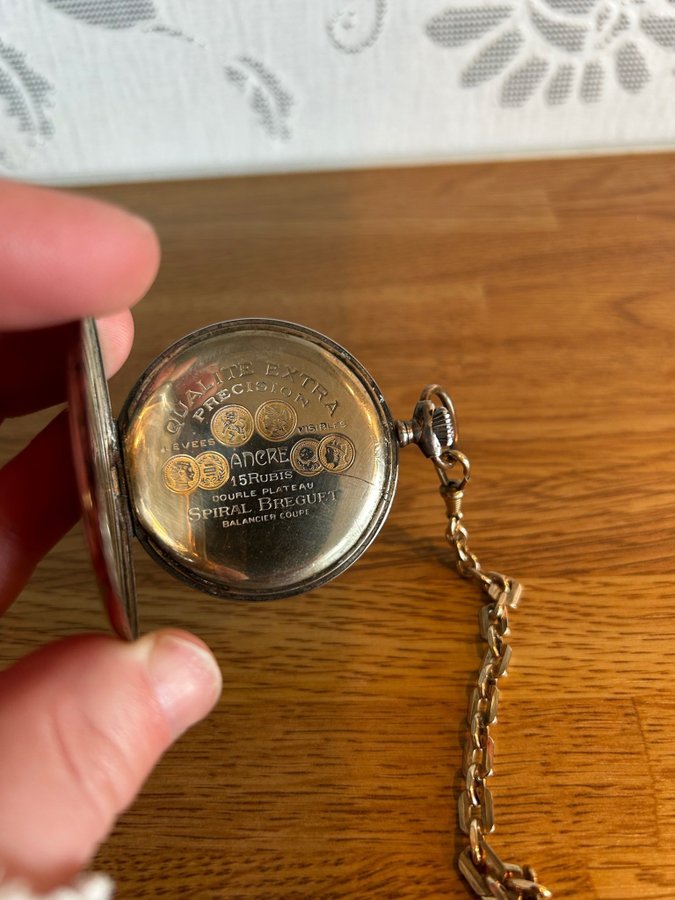 QUALITE EXTRA
PRECISION
LEVEES VISIBLES
ANCRE
15 RUBIS
DOUBLE PLATEAU
SPIRAL BREGUET
BALANCIER COUPE